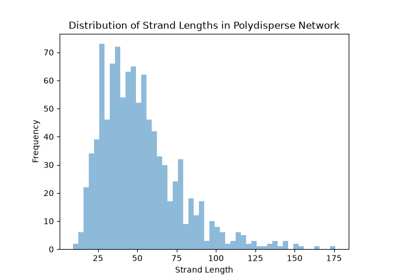 Distribution of Strand Lengths in Polydisperse Network
Frequency
70
60
50
40
30
20
10
0
25 50 75 100 125 150 175
Strand Length